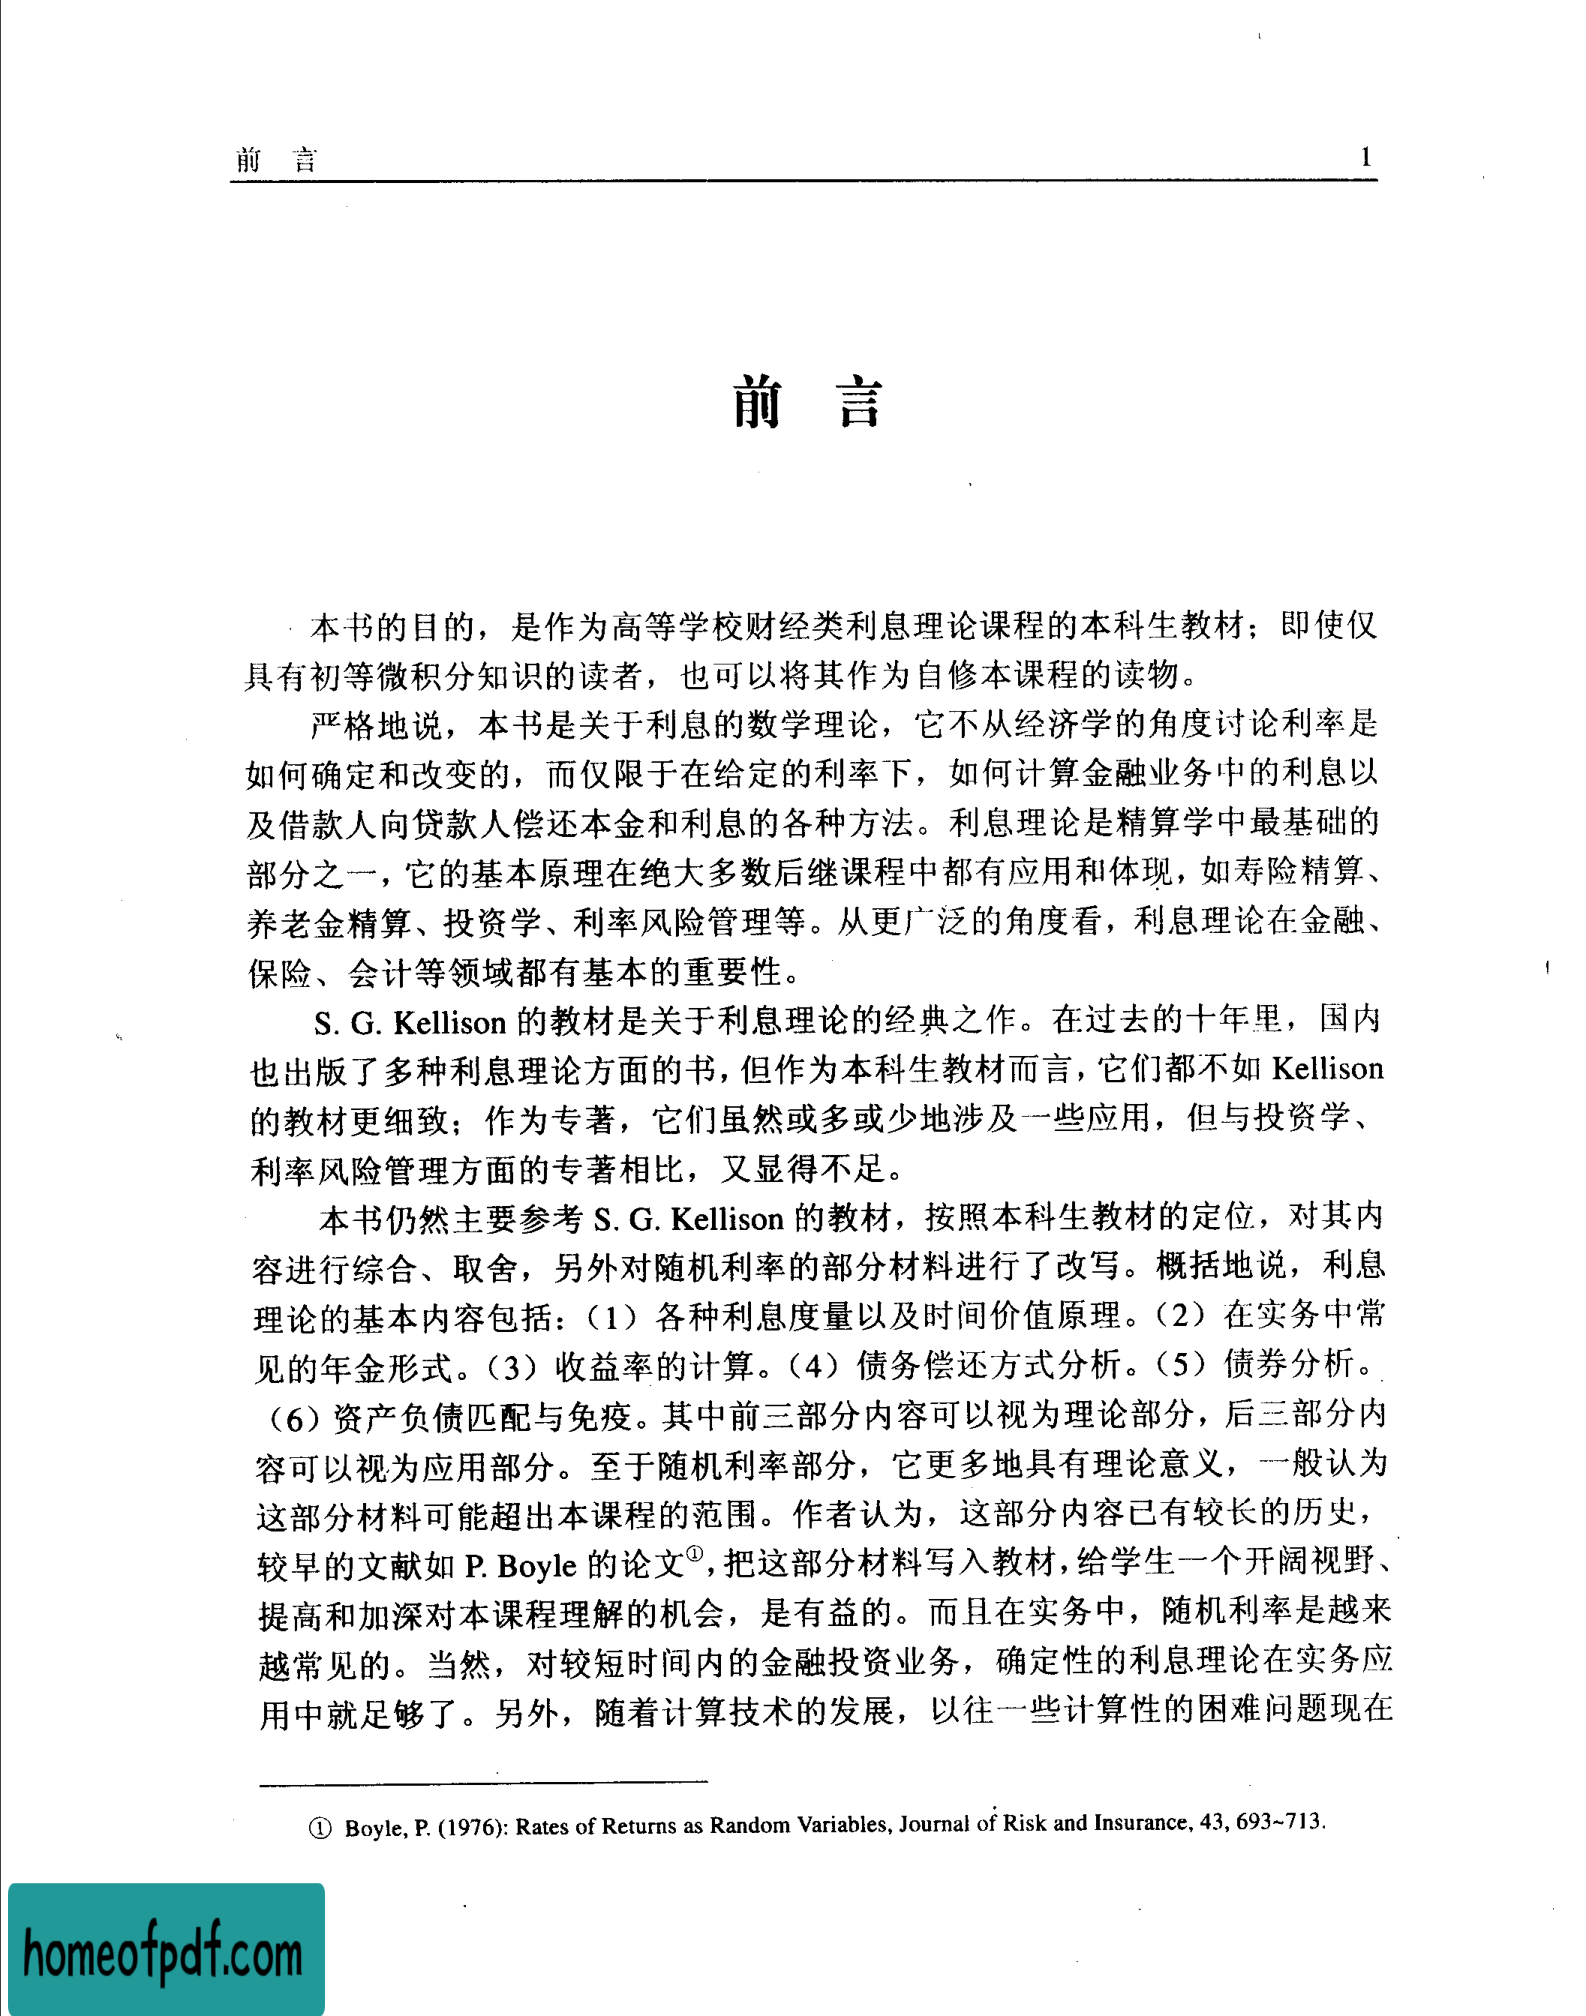 前 言 1
前 言
本书的目的，是作为高等学校财经类利息理论课程的本科生教材；即使仅
具有初等微积分知识的读者，也可以将其作为自修本课程的读物。
严格地说，本书是关于利息的数学理论，它不从经济学的角度讨论利率是
如何确定和改变的，而仅限于在给定的利率下，如何计算金融业务中的利息以
及借款人向贷款人偿还本金和利息的各种方法。利息理论是精算学中最基础的
部分之一，它的基本原理在绝大多数后继课程中都有应用和体现，如寿险精算、
养老金精算、投资学、利率风险管理等。从更广泛的角度看，利息理论在金融、
保险、会计等领域都有基本的重要性。
S. G. Kellison 的教材是关于利息理论的经典之作。在过去的十年里，国内
也出版了多种利息理论方面的书，但作为本科生教材而言，它们都不如 Kellison
的教材更细致；作为专著，它们虽然或多或少地涉及一些应用，但与投资学、
利率风险管理方面的专著相比，又显得不足。
本书仍然主要参考 S. G. Kellison 的教材，按照本科生教材的定位，对其内
容进行综合、取舍，另外对随机利率的部分材料进行了改写。概括地说，利息
理论的基本内容包括：（1）各种利息度量以及时间价值原理。（2）在实务中常
见的年金形式。（3）收益率的计算。（4）债务偿还方式分析。（5）债券分析。
（6）资产负债匹配与免疫。其中前三部分内容可以视为理论部分，后三部分内
容可以视为应用部分。至于随机利率部分，它更多地具有理论意义，一般认为
这部分材料可能超出本课程的范围。作者认为，这部分内容已有较长的历史，
较早的文献如 P. Boyle 的论文①，把这部分材料写入教材，给学生一个开阔视野、
提高和加深对本课程理解的机会，是有益的。而且在实务中，随机利率是越来
越常见的。当然，对较短时间内的金融投资业务，确定性的利息理论在实务应
用中就足够了。另外，随着计算技术的发展，以往一些计算性的困难问题现在
① Boyle, P. (1976): Rates of Returns as Random Variables, Journal of Risk and Insurance, 43, 693~713.
homeofpdf.com